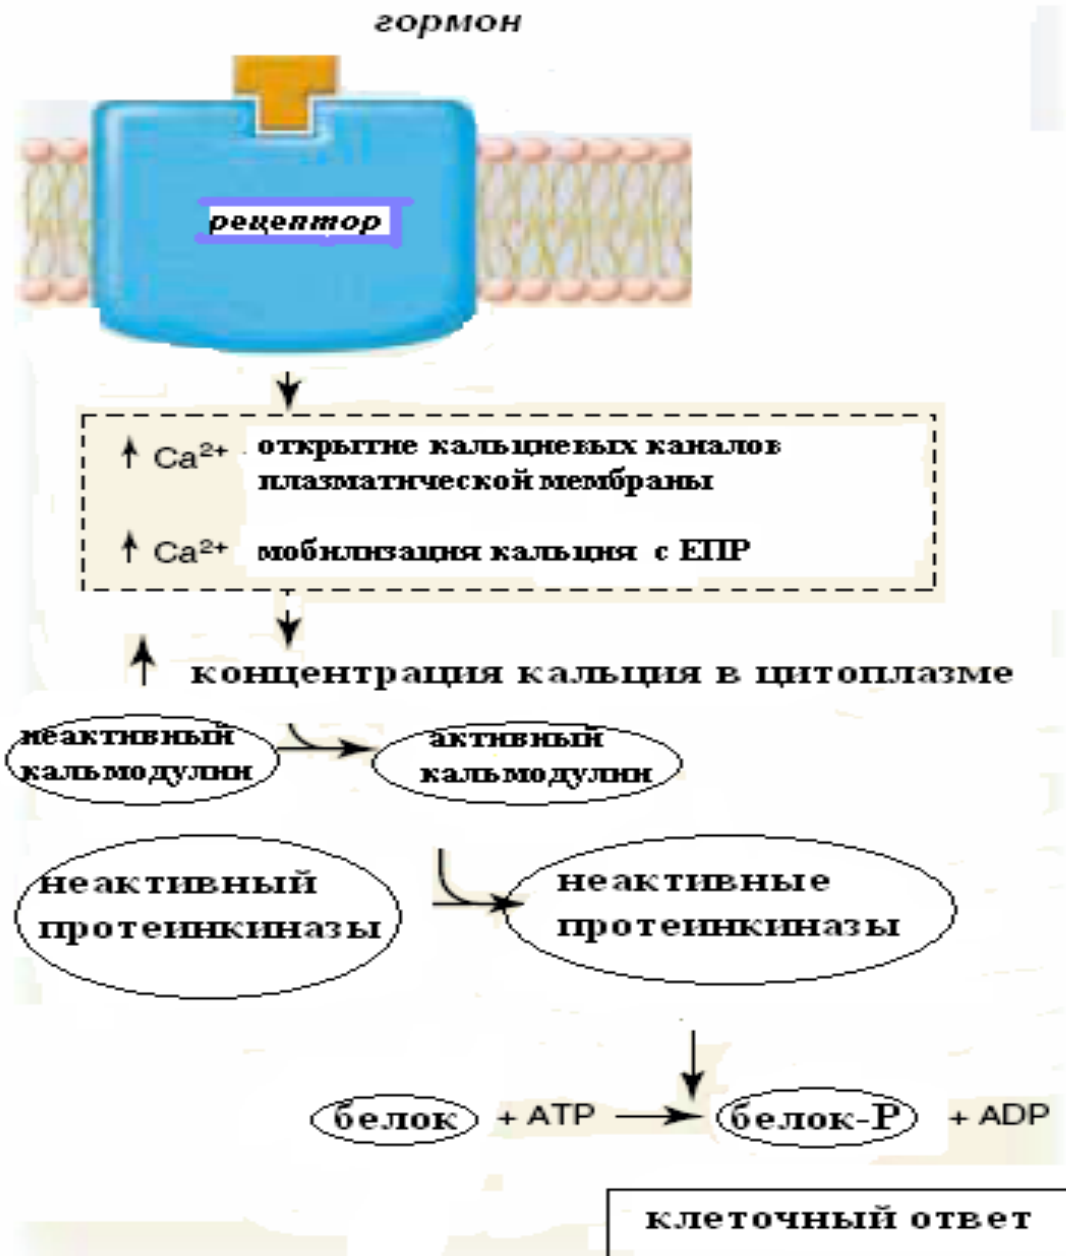 гормон
рецептор
↑ Ca²⁺ открытие кальциевых каналов
плазматической мембраны
↑ Ca²⁺ мобилизация кальция с ЕПР
↑ концентрация кальция в цитоплазме
неактивный
кальмодулин
активный
кальмодулин
неактивный
протеинкиназы
неактивные
протеинкиназы
белок + ATP → белок-Р + ADP
клеточный ответ